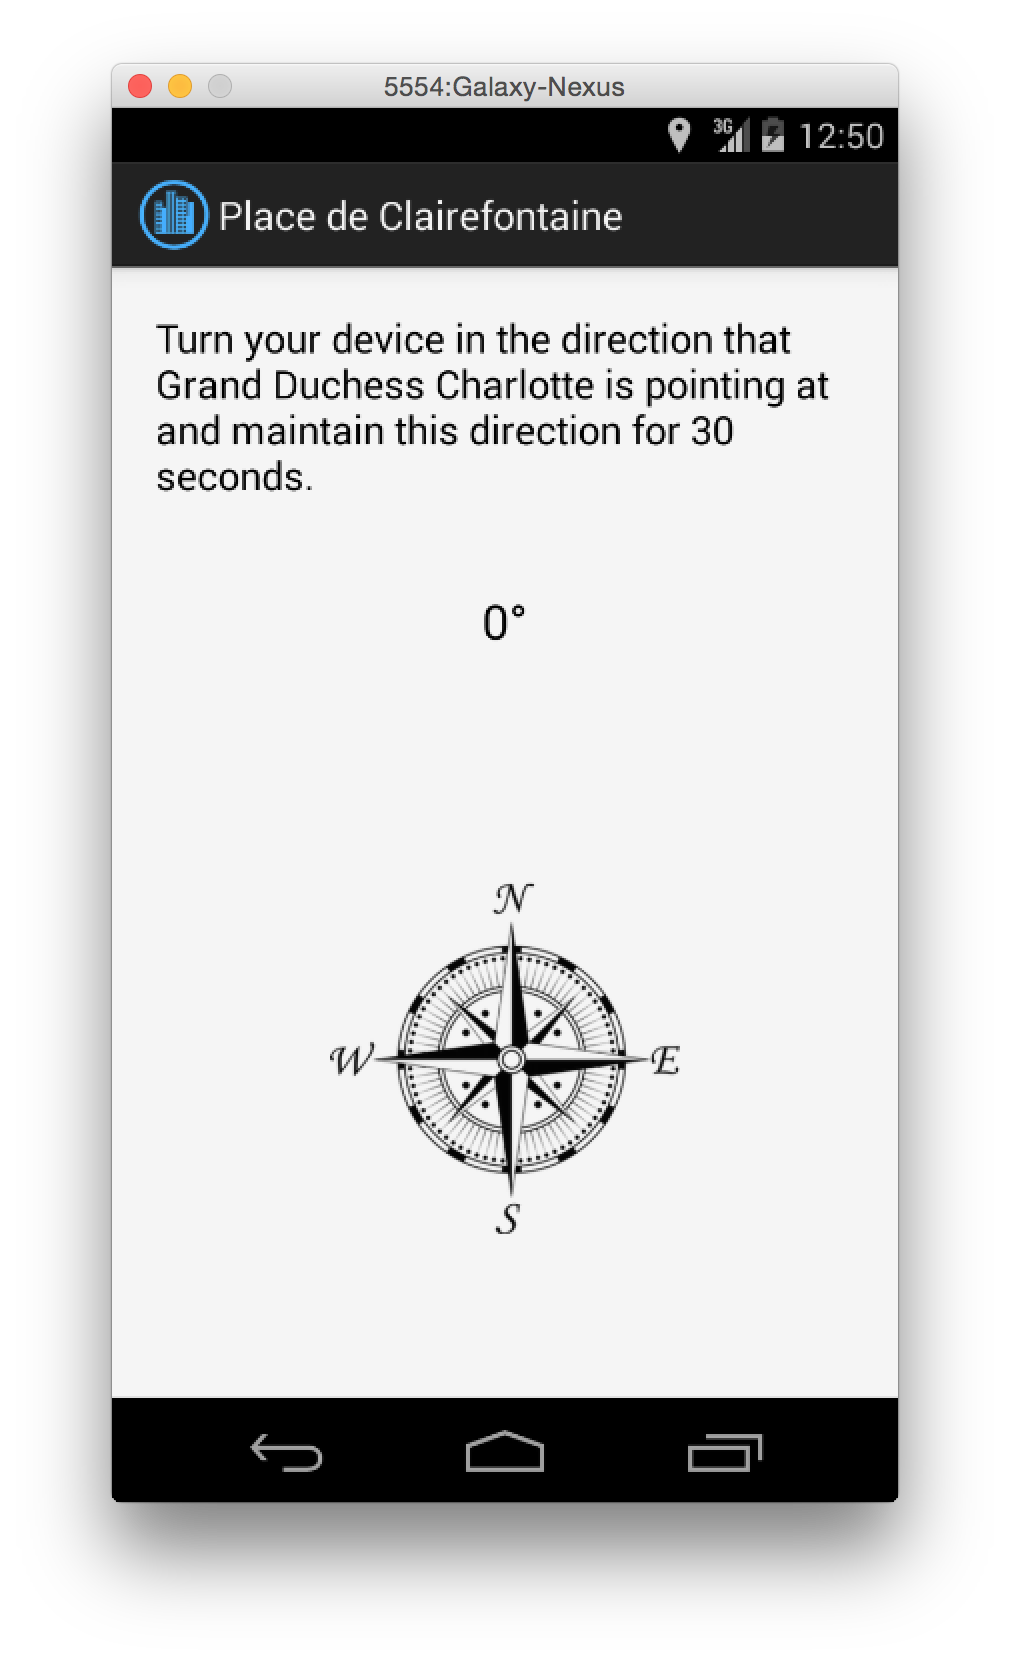 5554:Galaxy-Nexus
3G 12:50
Place de Clairefontaine
Turn your device in the direction that
Grand Duchess Charlotte is pointing at
and maintain this direction for 30
seconds.
0°
N
W E
S